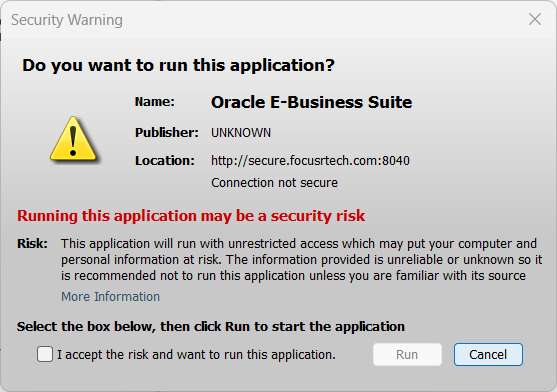 Security Warning
Do you want to run this application?
Name: Oracle E-Business Suite
Publisher: UNKNOWN
Location: http://secure.focusrtech.com:8040
Connection not secure
Running this application may be a security risk
Risk: This application will run with unrestricted access which may put your computer and
personal information at risk. The information provided is unreliable or unknown so it
is recommended not to run this application unless you are familiar with its source
More Information
Select the box below, then click Run to start the application
I accept the risk and want to run this application. Run Cancel